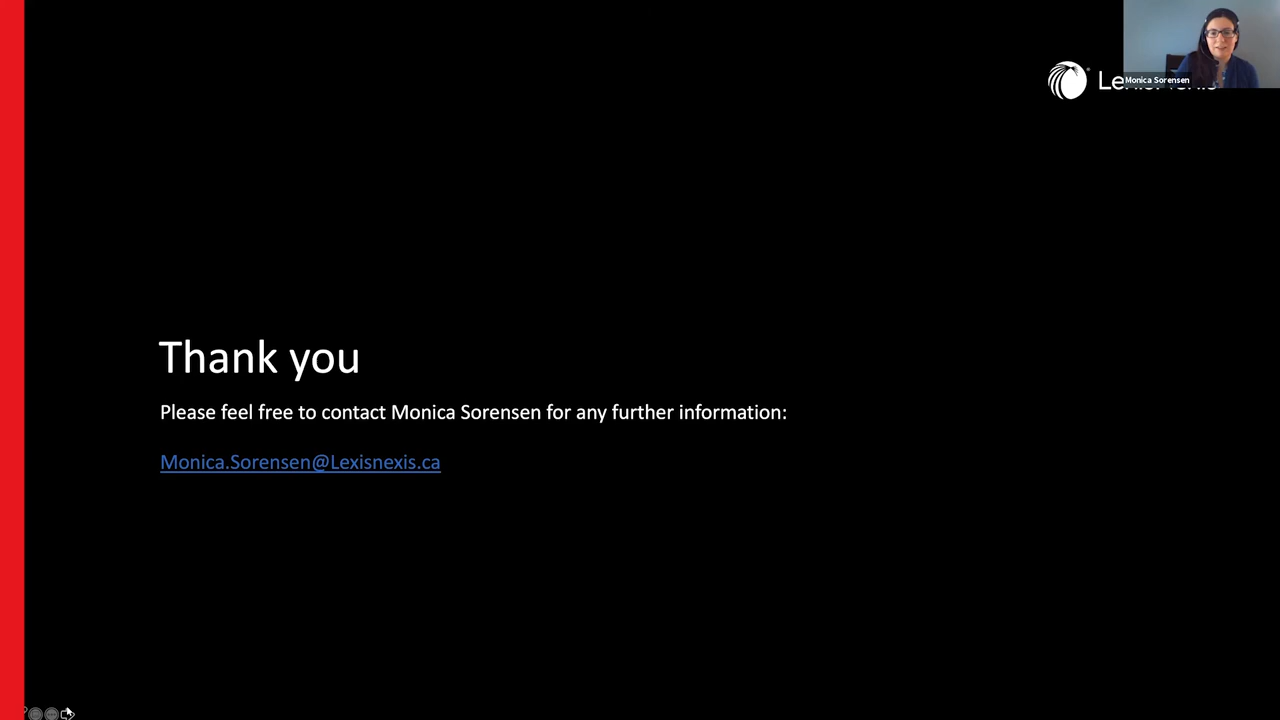 Monica Sorensen
Thank you
Please feel free to contact Monica Sorensen for any further information:
Monica.Sorensen@Lexisnexis.ca